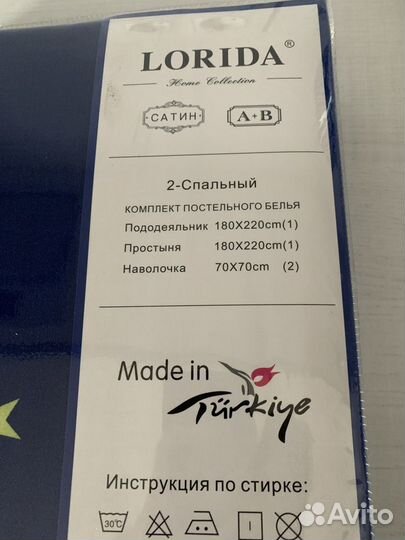 LORIDA®
Home Collection
САТИН
A+B
2-Спальный
КОМПЛЕКТ ПОСТЕЛЬНОГО БЕЛЬЯ
Пододеяльник 180X220cm(1)
Простыня 180X220cm(1)
Наволочка 70X70cm (2)
Made in
Türkiye
Инструкция по стирке:
30℃
Avito